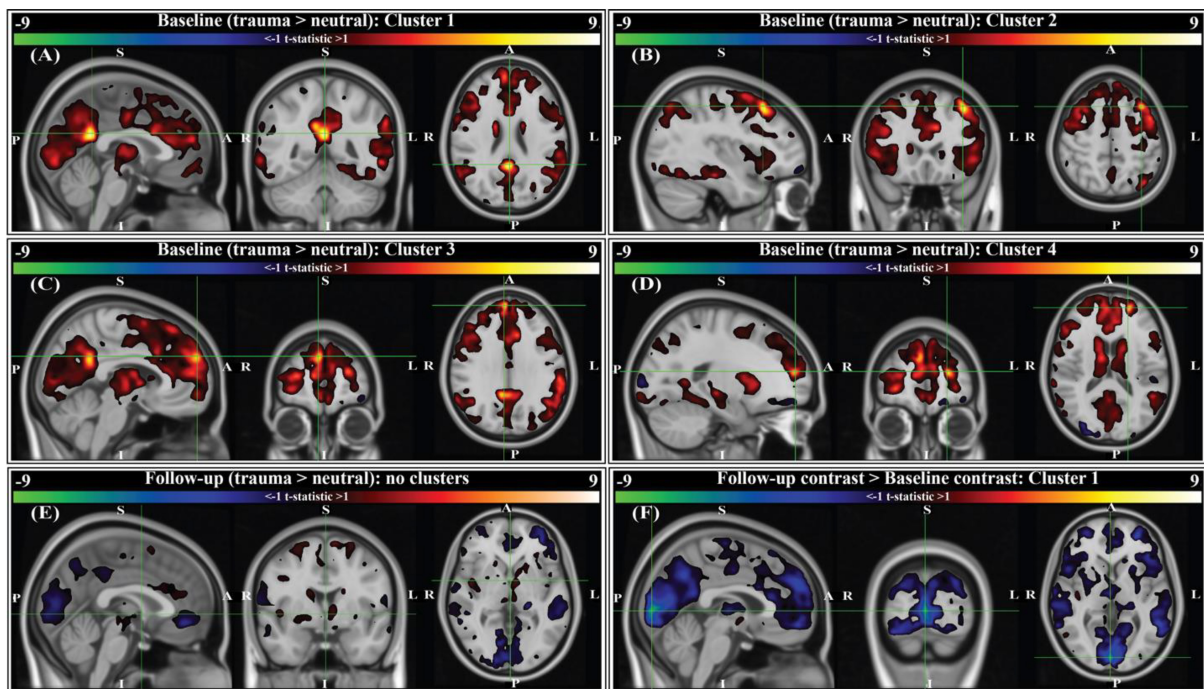 -9 Baseline (trauma > neutral): Cluster 1 9
<-1 t-statistic >1
(A) S S A
P A R L R L
I I P
-9 Baseline (trauma > neutral): Cluster 2 9
<-1 t-statistic >1
(B) S S A
P A R L R L
I I P
-9 Baseline (trauma > neutral): Cluster 3 9
<-1 t-statistic >1
(C) S S A
P A R L R L
I I P
-9 Baseline (trauma > neutral): Cluster 4 9
<-1 t-statistic >1
(D) S S A
P A R L R L
I I P
-9 Follow-up (trauma > neutral): no clusters 9
<-1 t-statistic >1
(E) S S A
P A R L R L
I I P
-9 Follow-up contrast > Baseline contrast: Cluster 1 9
<-1 t-statistic >1
(F) S S A
P A R L R L
I I P